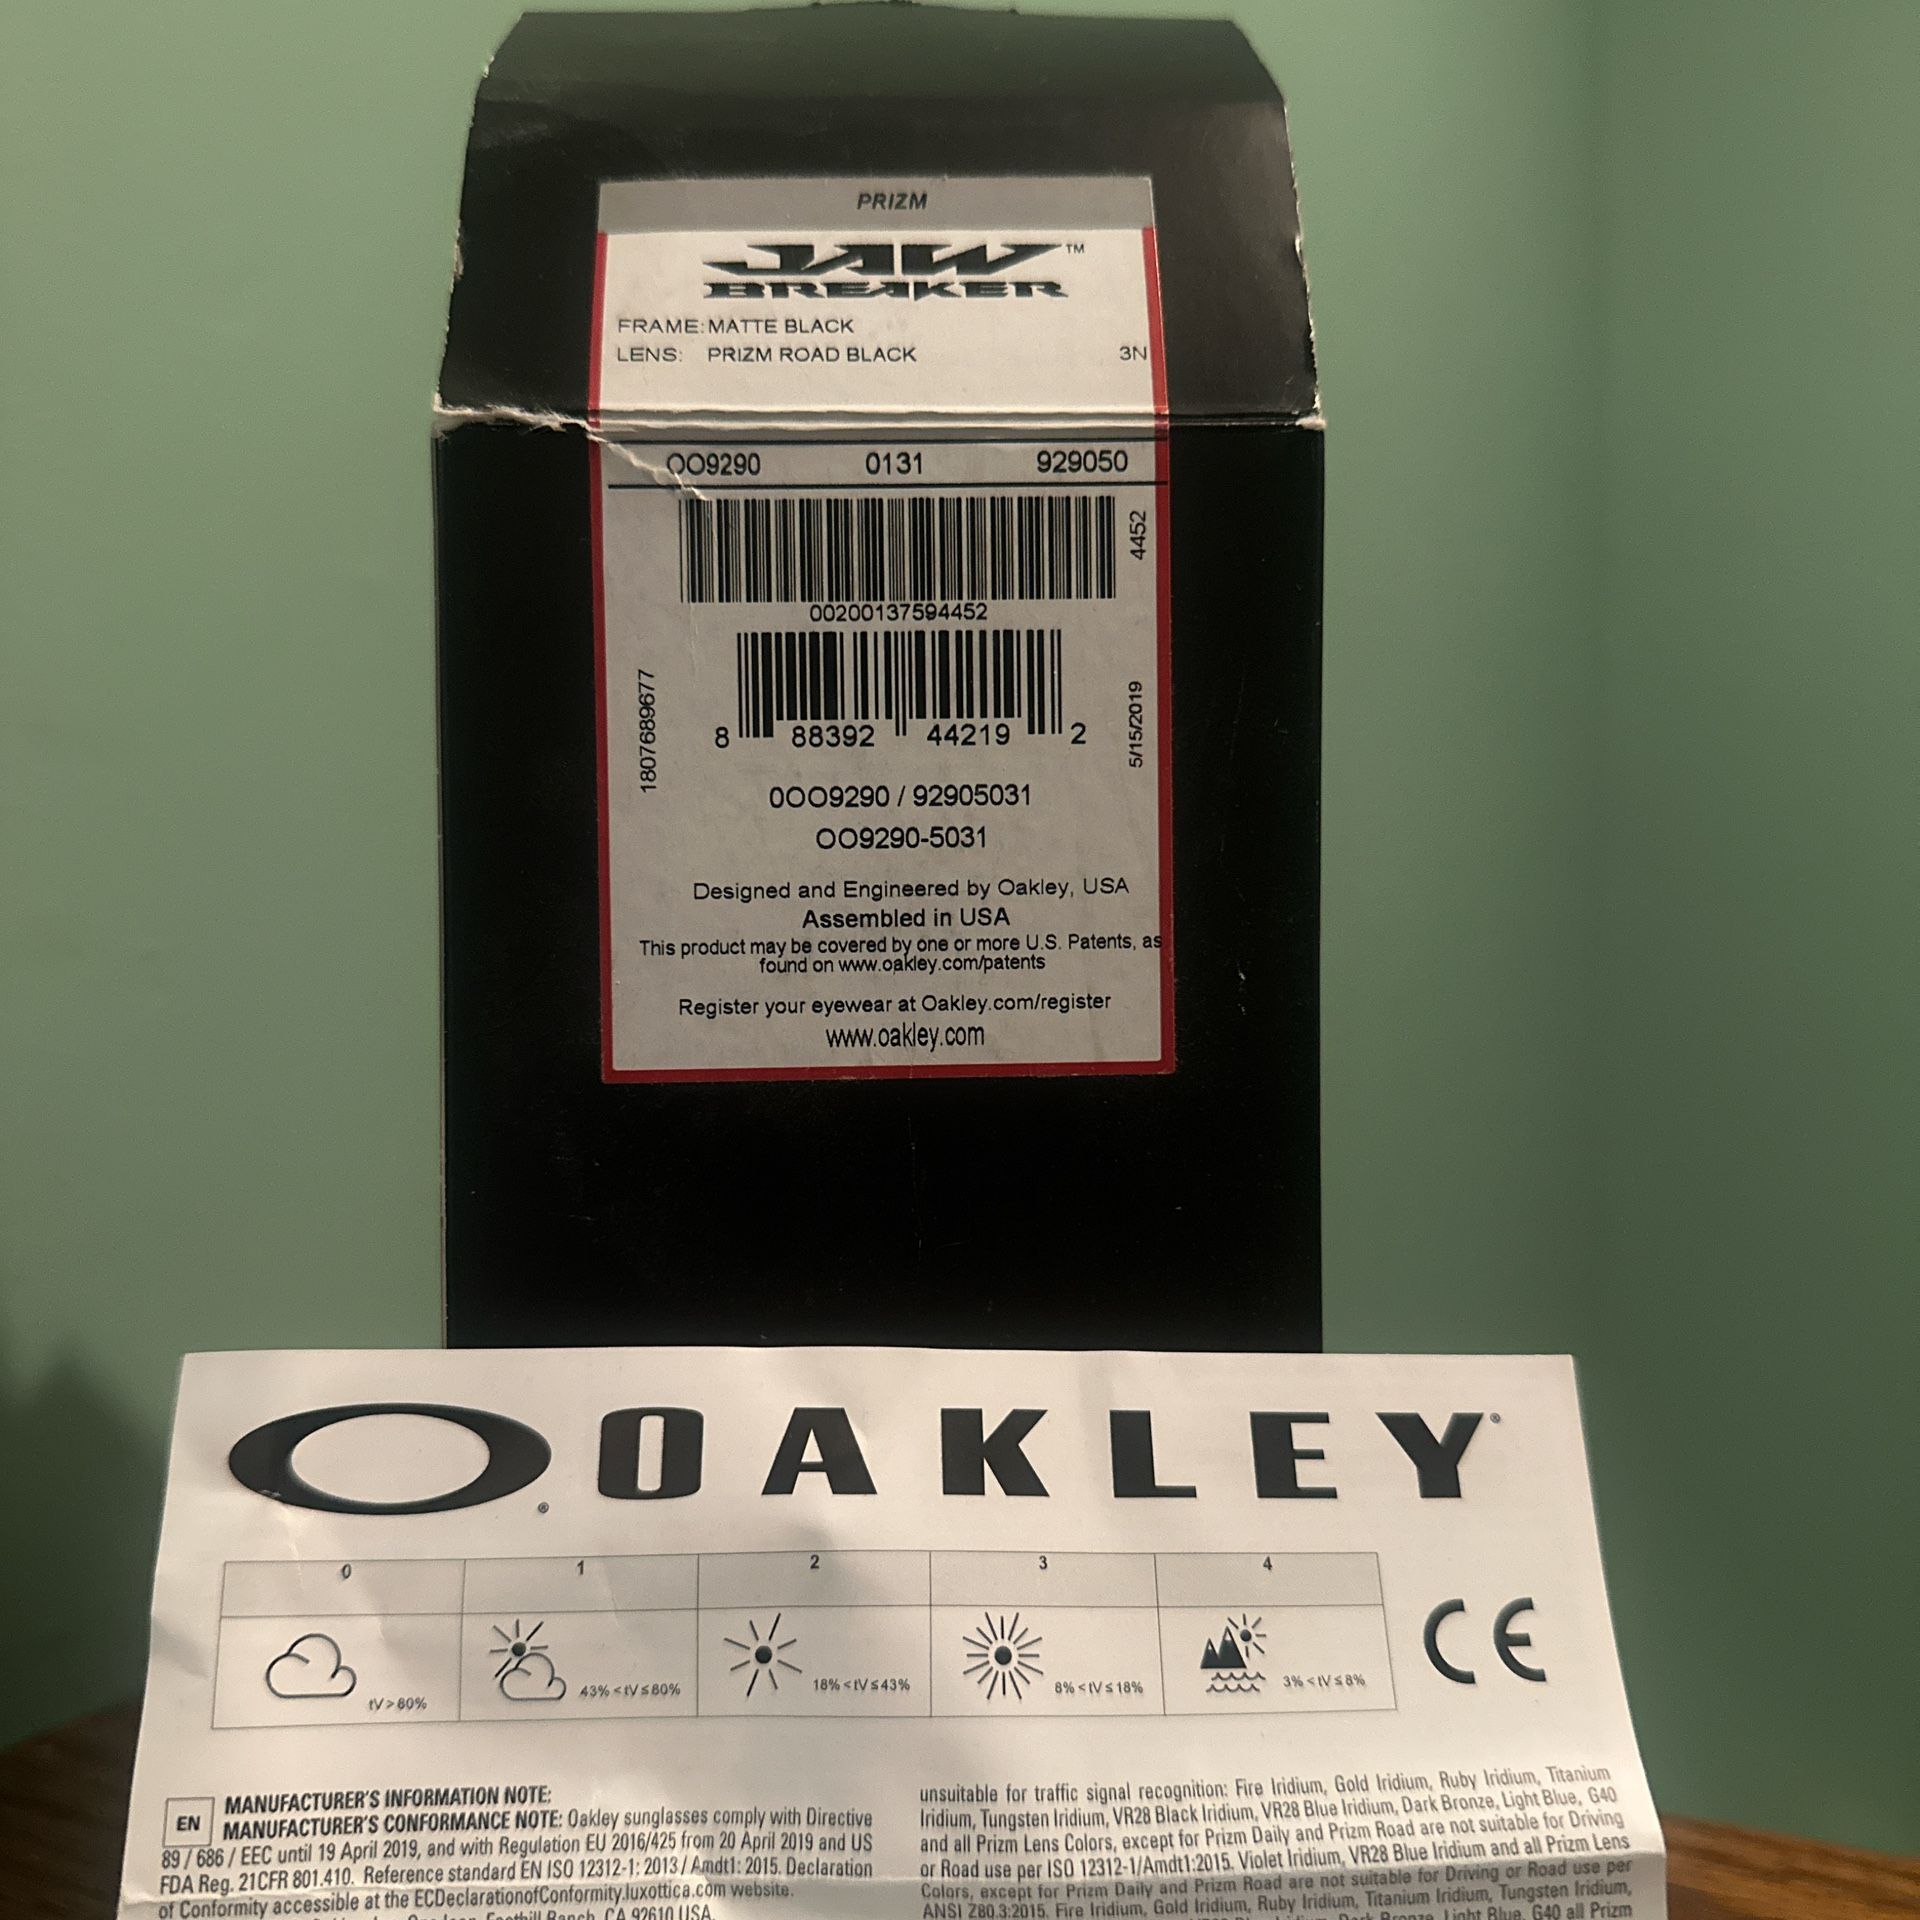 PRIZM
JAW™
BREAKER
FRAME: MATTE BLACK
LENS: PRIZM ROAD BLACK 3N
OO9290 0131 929050
4452
00200137594452
1807689677
5/15/2019
8 88392 44219 2
0OO9290 / 92905031
OO9290-5031
Designed and Engineered by Oakley, USA
Assembled in USA
This product may be covered by one or more U.S. Patents, as
found on www.oakley.com/patents
Register your eyewear at Oakley.com/register
www.oakley.com
OAKLEY®
0 1 2 3 4
tV>80% 43%<tV≤80% 18%<tV≤43% 8%<tV≤18% 3%<tV≤8%
CE
EN
MANUFACTURER'S INFORMATION NOTE:
MANUFACTURER'S CONFORMANCE NOTE: Oakley sunglasses comply with Directive
89 / 686 / EEC until 19 April 2019, and with Regulation EU 2016/425 from 20 April 2019 and US
FDA Reg. 21CFR 801.410. Reference standard EN ISO 12312-1: 2013 / Amdt1: 2015. Declaration
of Conformity accessible at the ECDeclarationofConformity.luxottica.com website.
Foothill Ranch, CA 92610 USA.
unsuitable for traffic signal recognition: Fire Iridium, Gold Iridium, Ruby Iridium, Titanium
Iridium, Tungsten Iridium, VR28 Black Iridium, VR28 Blue Iridium, Dark Bronze, Light Blue, G40
and all Prizm Lens Colors, except for Prizm Daily and Prizm Road are not suitable for Driving
or Road use per ISO 12312-1/Amdt1:2015. Violet Iridium, VR28 Blue Iridium and all Prizm Lens
Colors, except for Prizm Daily and Prizm Road are not suitable for Driving or Road use per
ANSI Z80.3:2015. Fire Iridium, Gold Iridium, Ruby Iridium, Titanium Iridium, Tungsten Iridium,
Light Blue, G40 all Prizm